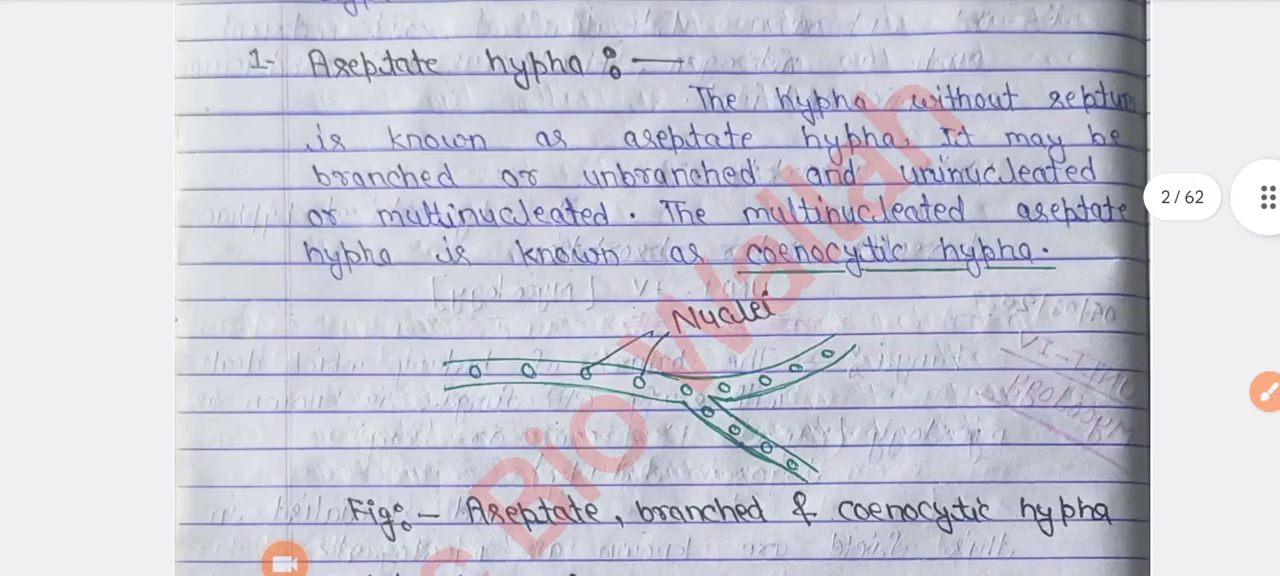 1- Aseptate hypha :-
The hypha without septum
is known as aseptate hypha. It may be
branched or unbranched and uninucleated
or multinucleated. The multinucleated aseptate
hypha is known as coenocytic hypha.
Nuclei
Fig:- Aseptate, branched & coenocytic hypha
Bio Wallah
2/62